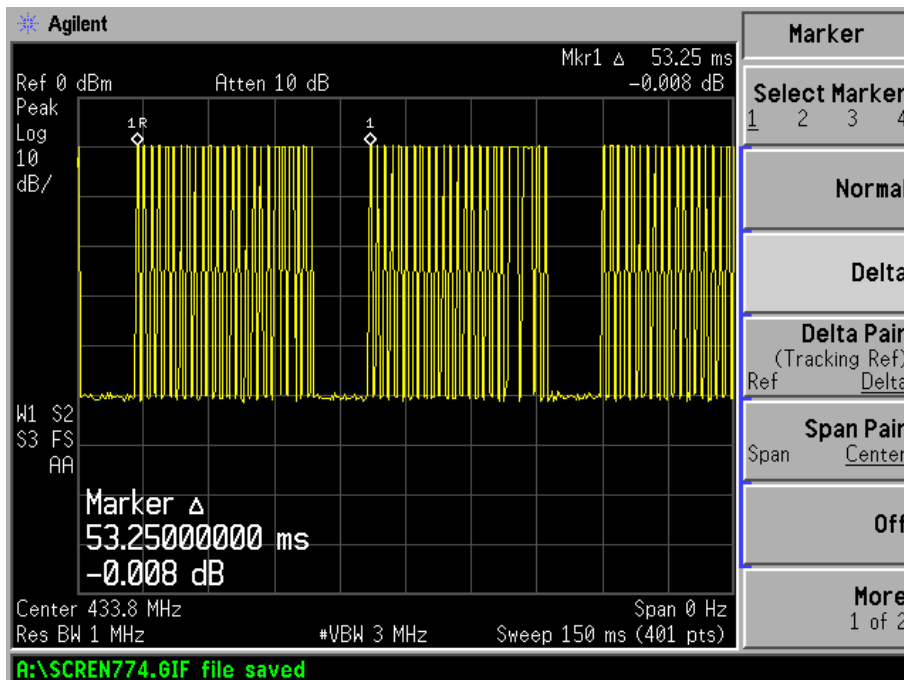 Agilent
Mkr1 Δ 53.25 ms
Ref 0 dBm Atten 10 dB -0.008 dB
Peak
Log
10
dB/
1R
1
W1 S2
S3 FS
AA
Marker Δ
53.25000000 ms
-0.008 dB
Center 433.8 MHz Span 0 Hz
Res BW 1 MHz #VBW 3 MHz Sweep 150 ms (401 pts)
A:\SCREN774.GIF file saved
Marker
Select Marker
1 2 3 4
Normal
Delta
Delta Pair
(Tracking Ref)
Ref Delta
Span Pair
Span Center
Off
More
1 of 2